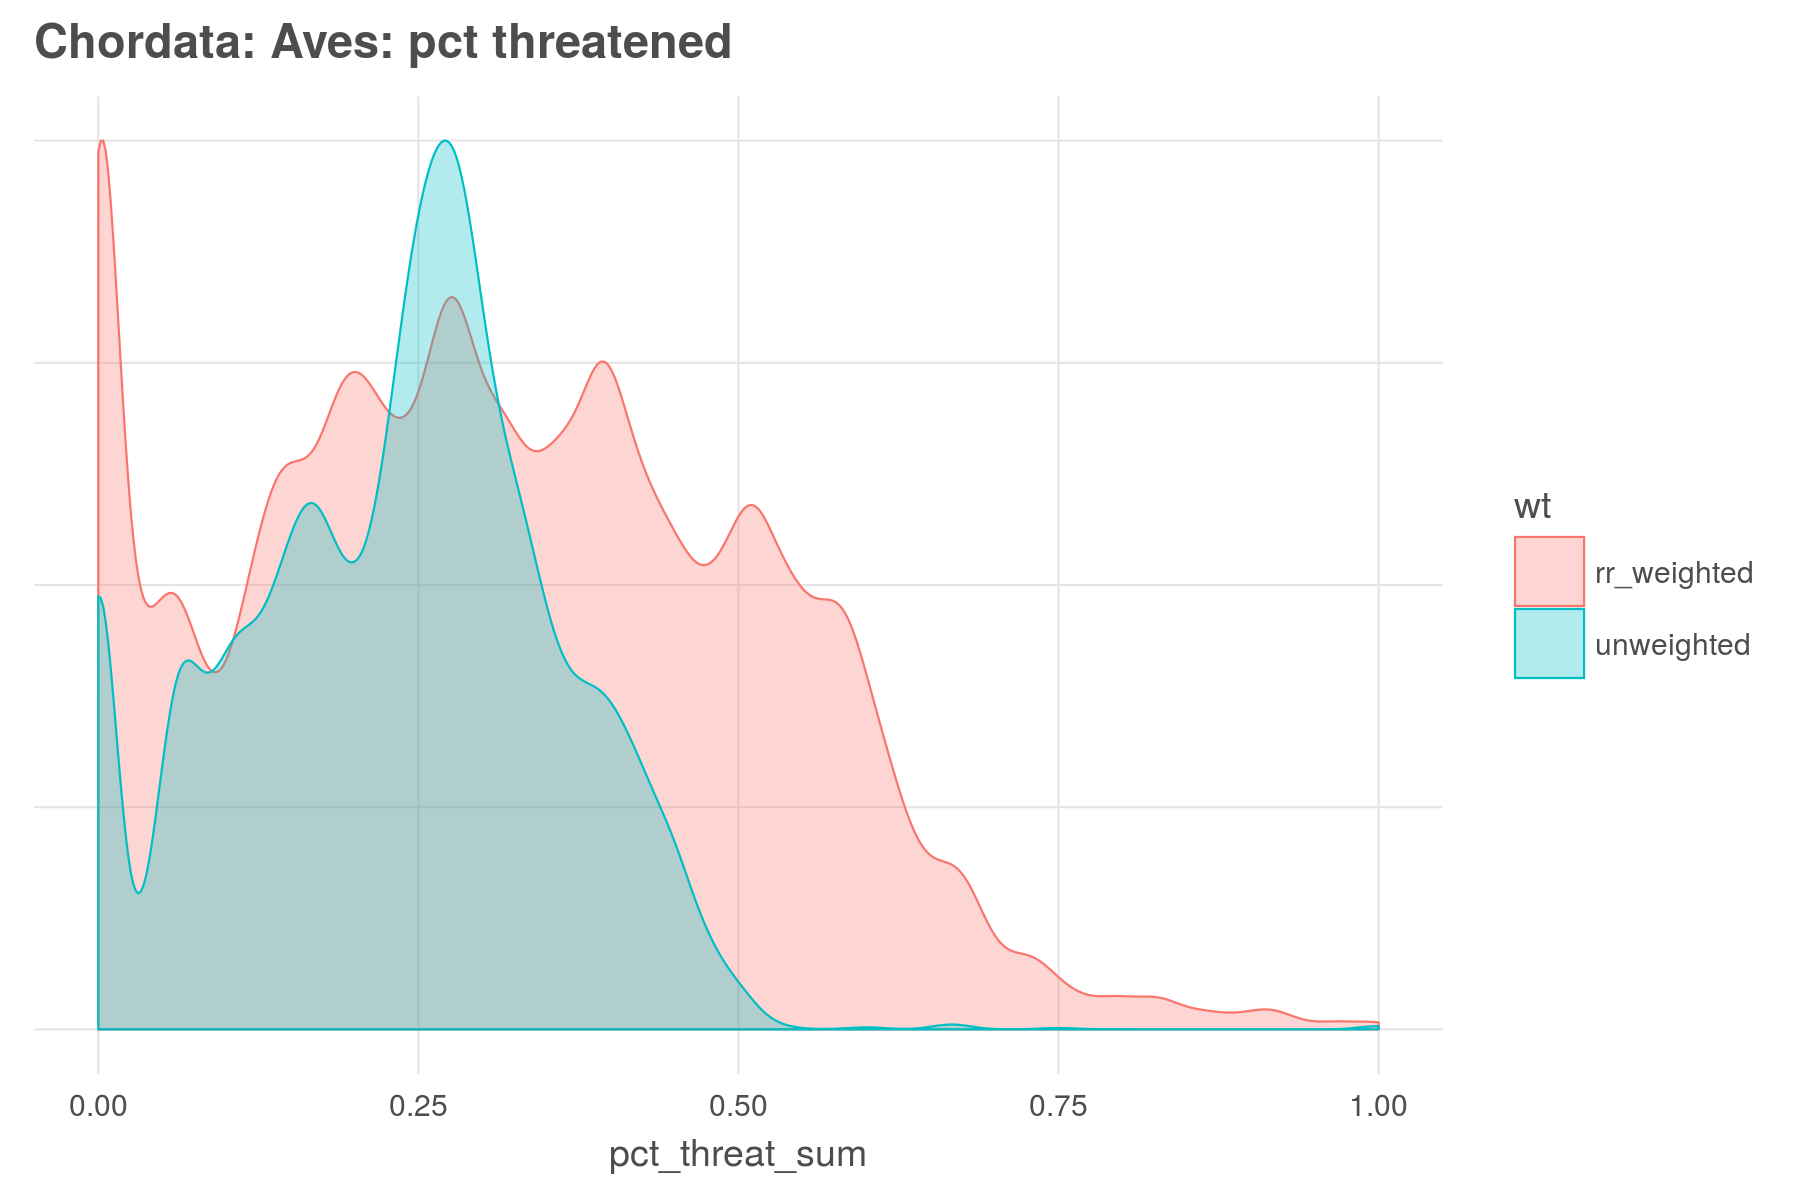 Chordata: Aves: pct threatened
wt
rr_weighted
unweighted
0.00 0.25 0.50 0.75 1.00
pct_threat_sum